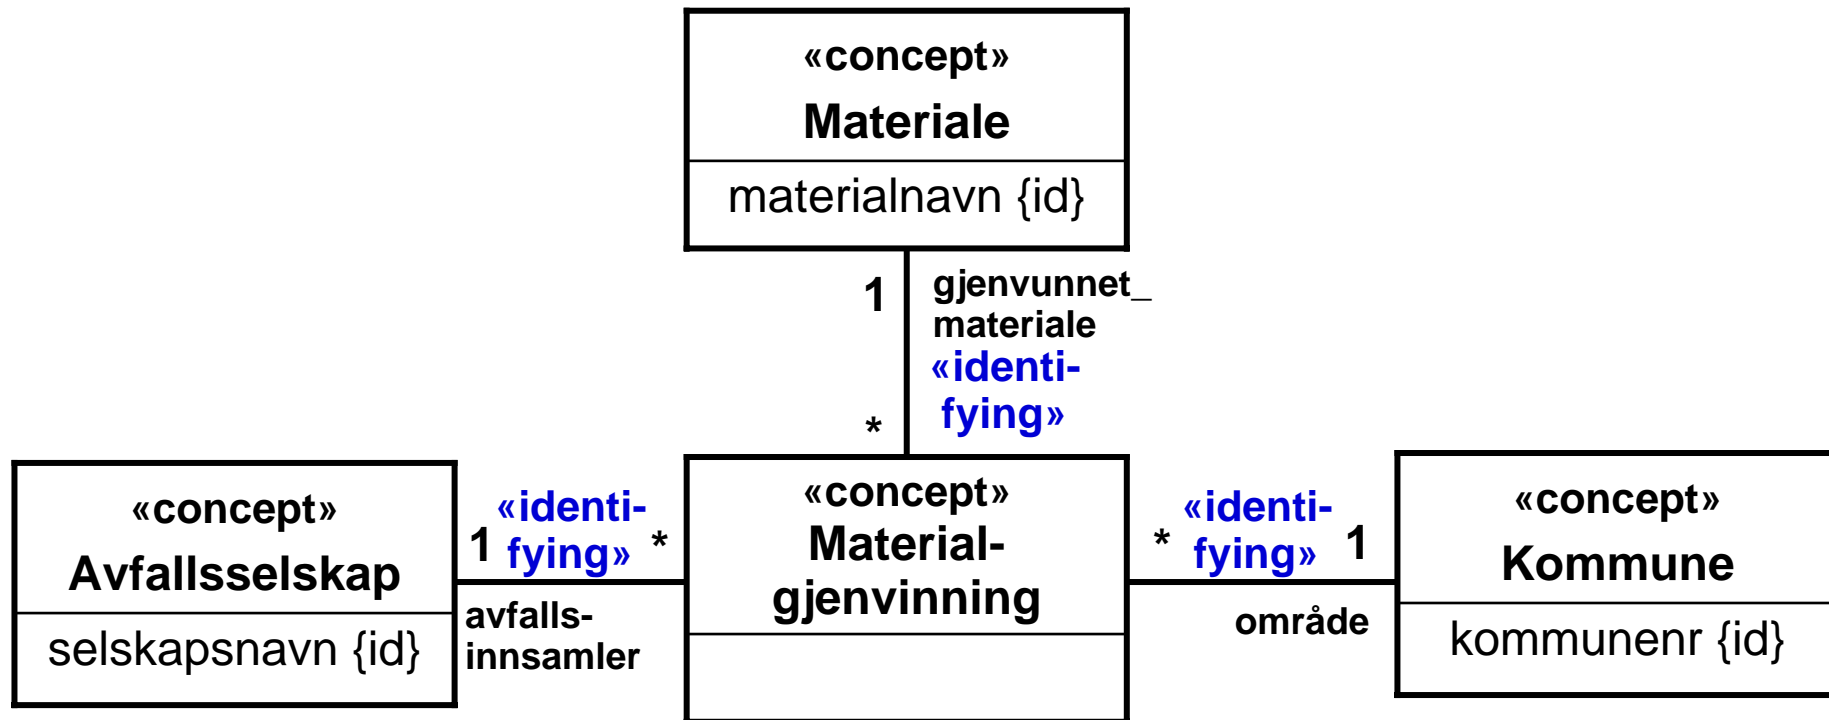 «concept»
Materiale
materialnavn {id}
1
gjenvunnet_
materiale
«identi-
fying»
*
«concept»
Avfallsselskap
selskapsnavn {id}
1
«identi-
fying»
*
avfalls-
innsamler
«concept»
Material-
gjenvinning
*
«identi-
fying»
1
område
«concept»
Kommune
kommunenr {id}